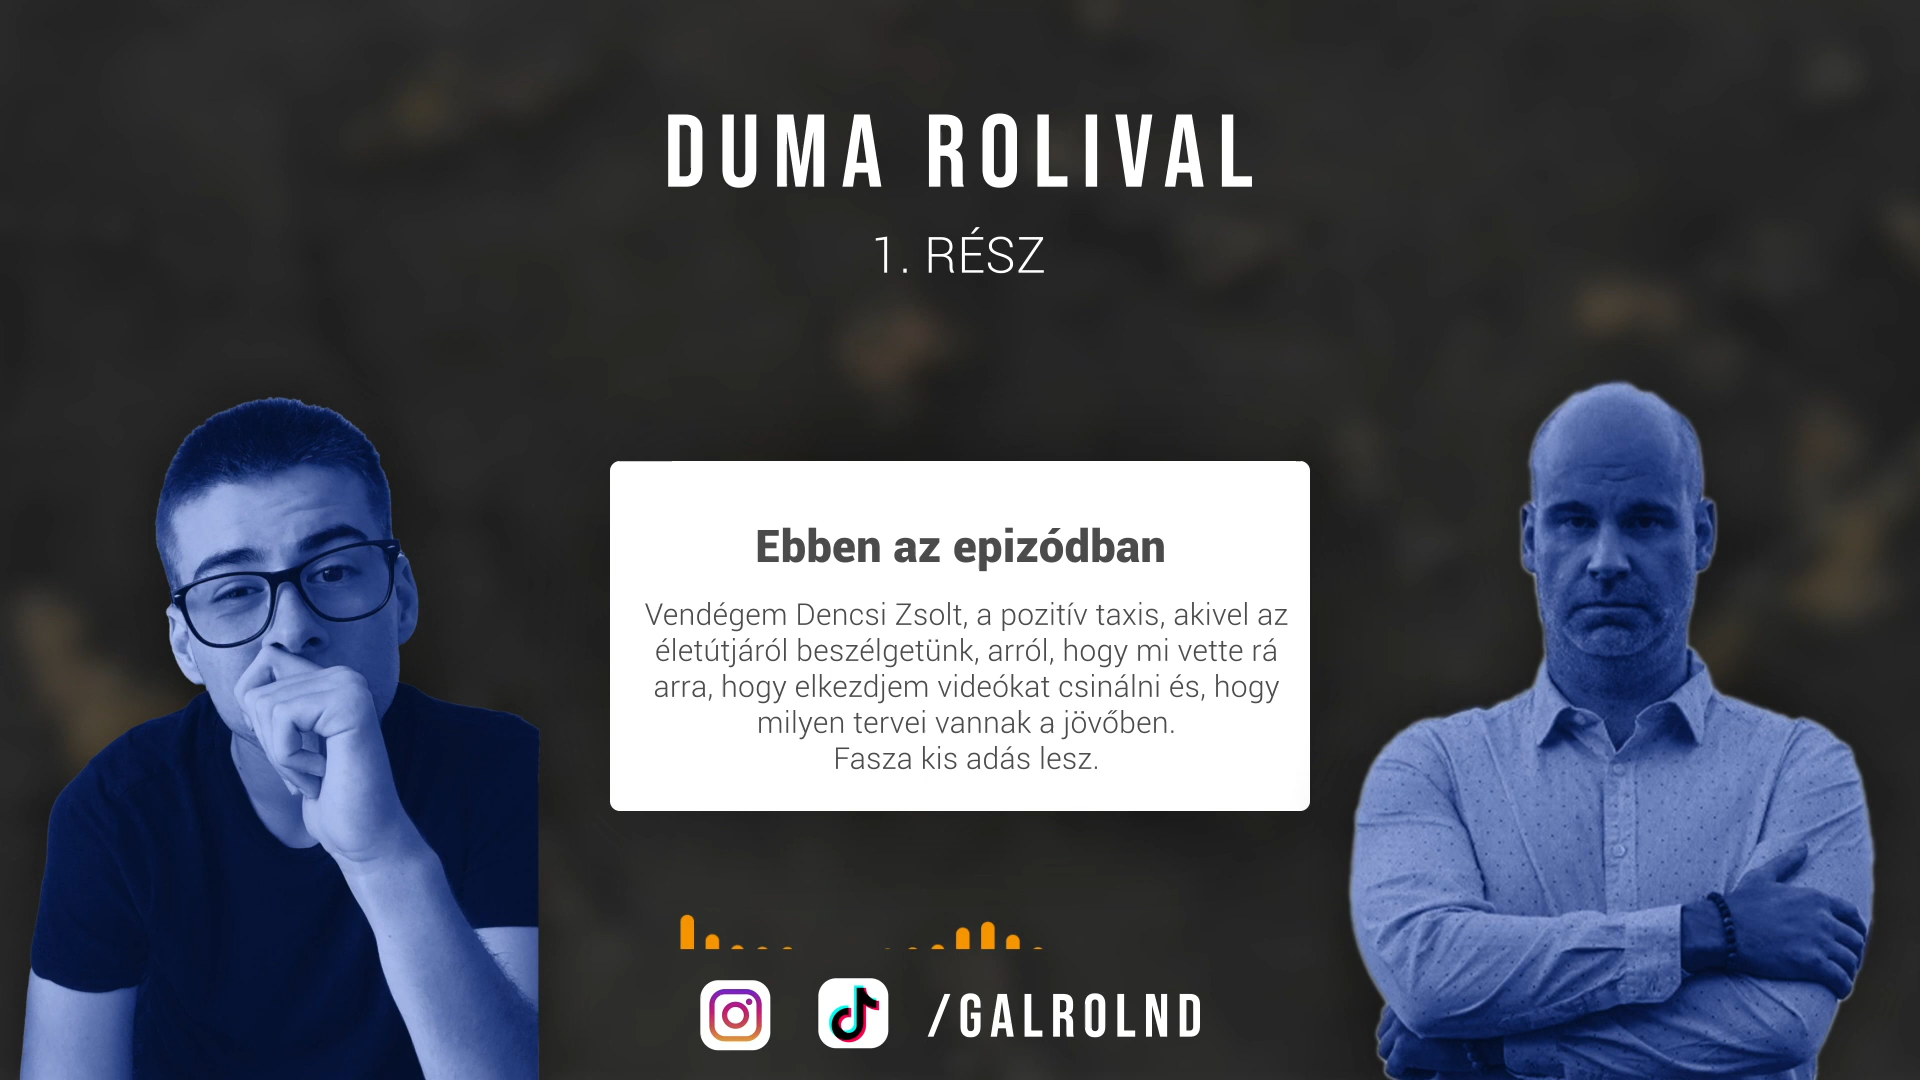 DUMA ROLIVAL
1. RÉSZ
Ebben az epizódban
Vendégem Dencsi Zsolt, a pozitív taxis, akivel az
életútjáról beszélgetünk, arról, hogy mi vette rá
arra, hogy elkezdjem videókat csinálni és, hogy
milyen tervei vannak a jövőben.
Fasza kis adás lesz.
/GALROLND